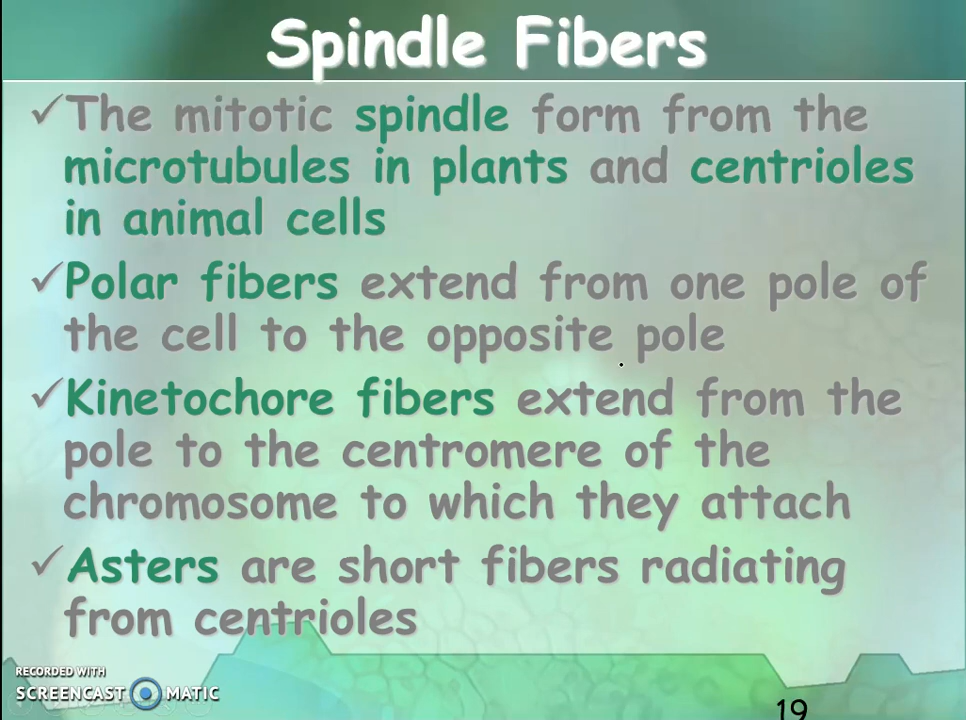 Spindle Fibers
✓The mitotic spindle form from the
microtubules in plants and centrioles
in animal cells
✓Polar fibers extend from one pole of
the cell to the opposite pole
✓Kinetochore fibers extend from the
pole to the centromere of the
chromosome to which they attach
✓Asters are short fibers radiating
from centrioles
RECORDED WITH
SCREENCAST MATIC
19